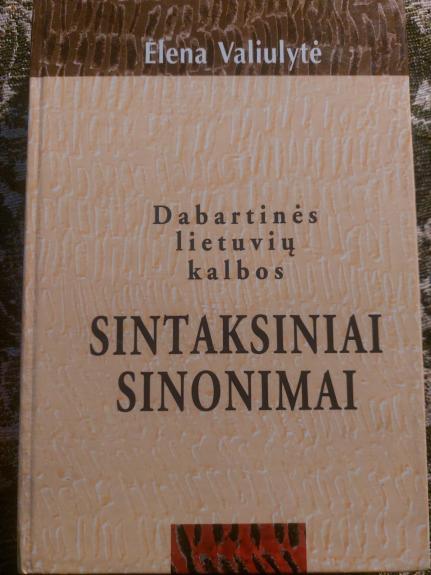 Elena Valiulytė
Dabartinės
lietuvių
kalbos
SINTAKSINIAI
SINONIMAI